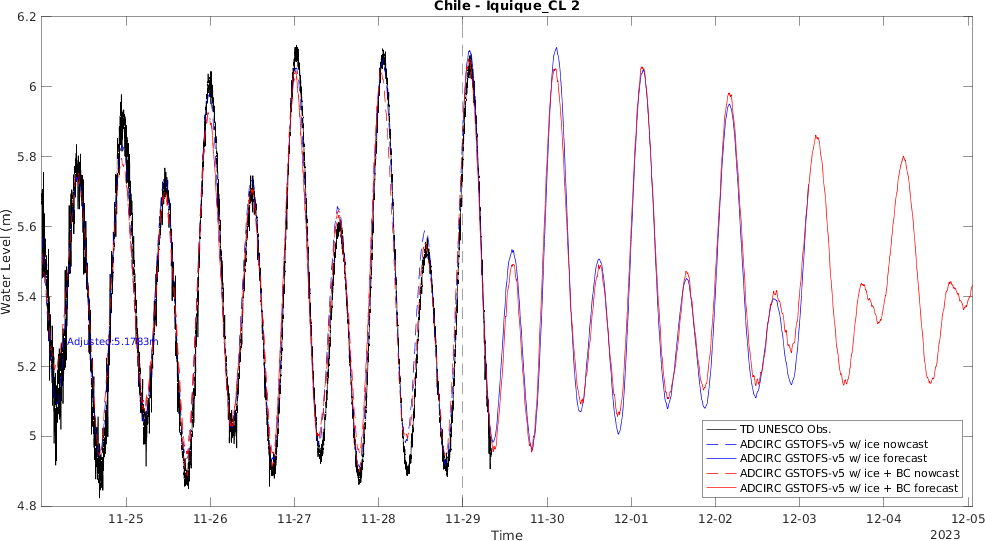 Chile - Iquique_CL 2
Water Level (m)
6.2
6
5.8
5.6
5.4
5.2
5
4.8
Adjusted:5.1783m
TD UNESCO Obs.
ADCIRC GSTOFS-v5 w/ ice nowcast
ADCIRC GSTOFS-v5 w/ ice forecast
ADCIRC GSTOFS-v5 w/ ice + BC nowcast
ADCIRC GSTOFS-v5 w/ ice + BC forecast
11-25 11-26 11-27 11-28 11-29 11-30 12-01 12-02 12-03 12-04 12-05
Time
2023